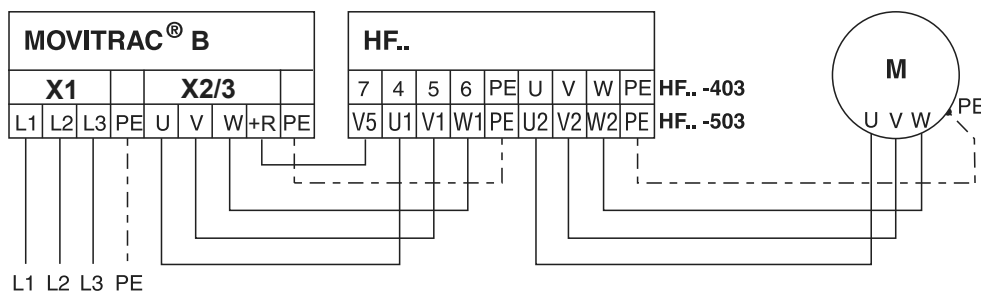 MOVITRAC® B
HF..
M
X1 X2/3
7 4 5 6 PE U V W PE HF.. -403
L1 L2 L3 PE U V W +R PE
V5 U1 V1 W1 PE U2 V2 W2 PE HF.. -503
U V W
PE
L1 L2 L3 PE